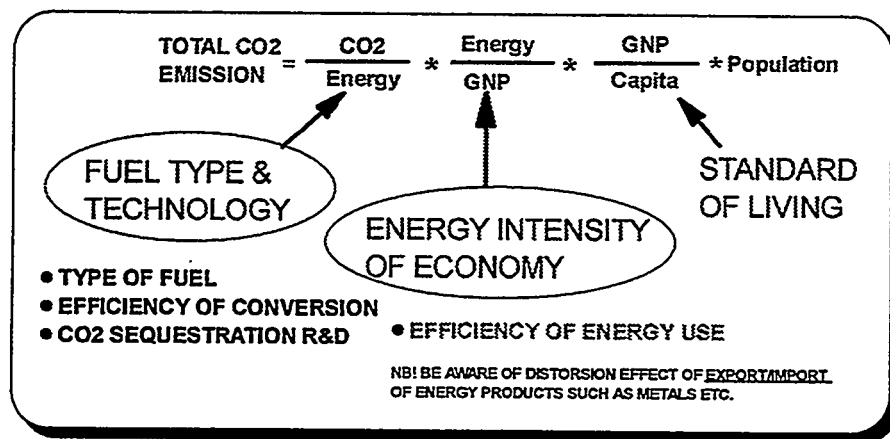 TOTAL CO2 EMISSION = CO2 / Energy * Energy / GNP * GNP / Capita * Population
FUEL TYPE &
TECHNOLOGY
ENERGY INTENSITY
OF ECONOMY
STANDARD
OF LIVING
● TYPE OF FUEL
● EFFICIENCY OF CONVERSION
● CO2 SEQUESTRATION R&D
● EFFICIENCY OF ENERGY USE
NB! BE AWARE OF DISTORSION EFFECT OF EXPORT/IMPORT
OF ENERGY PRODUCTS SUCH AS METALS ETC.